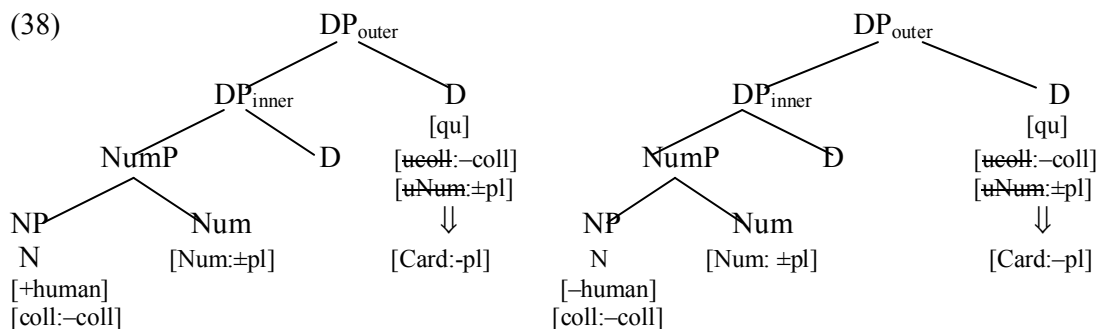 (38) DPouter DPouter
DPinner D DPinner D
[qu] [qu]
NumP D [ucoll:–coll] NumP D [ucoll:–coll]
[uNum:±pl] [uNum:±pl]
NP Num ⇓ NP Num ⇓
N [Num:±pl] [Card:-pl] N [Num: ±pl] [Card:–pl]
[+human] [–human]
[coll:–coll] [coll:–coll]